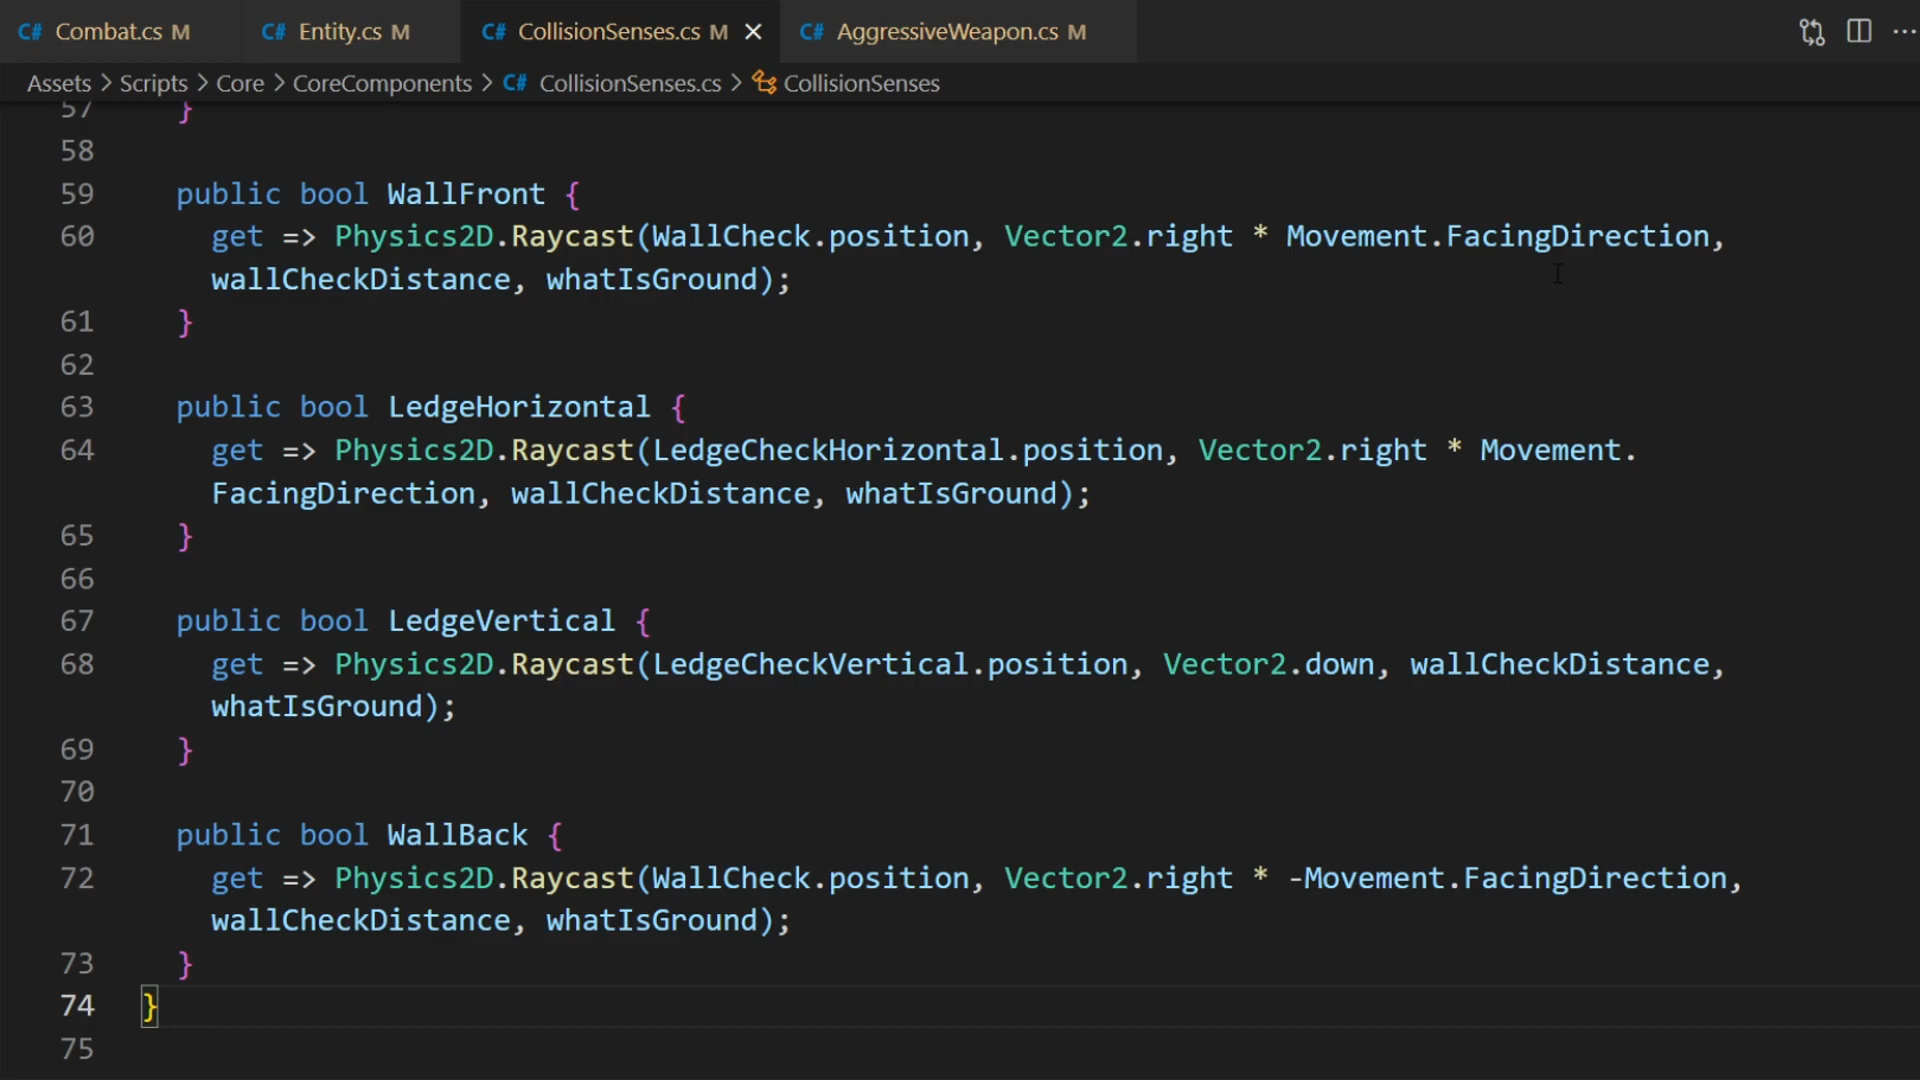 C# Combat.cs M C# Entity.cs M C# CollisionSenses.cs M C# AggressiveWeapon.cs M
Assets > Scripts > Core > CoreComponents > C# CollisionSenses.cs > CollisionSenses
57 }
58
59 public bool WallFront {
60 get => Physics2D.Raycast(WallCheck.position, Vector2.right * Movement.FacingDirection,
wallCheckDistance, whatIsGround);
61 }
62
63 public bool LedgeHorizontal {
64 get => Physics2D.Raycast(LedgeCheckHorizontal.position, Vector2.right * Movement.
FacingDirection, wallCheckDistance, whatIsGround);
65 }
66
67 public bool LedgeVertical {
68 get => Physics2D.Raycast(LedgeCheckVertical.position, Vector2.down, wallCheckDistance,
whatIsGround);
69 }
70
71 public bool WallBack {
72 get => Physics2D.Raycast(WallCheck.position, Vector2.right * -Movement.FacingDirection,
wallCheckDistance, whatIsGround);
73 }
74 }
75